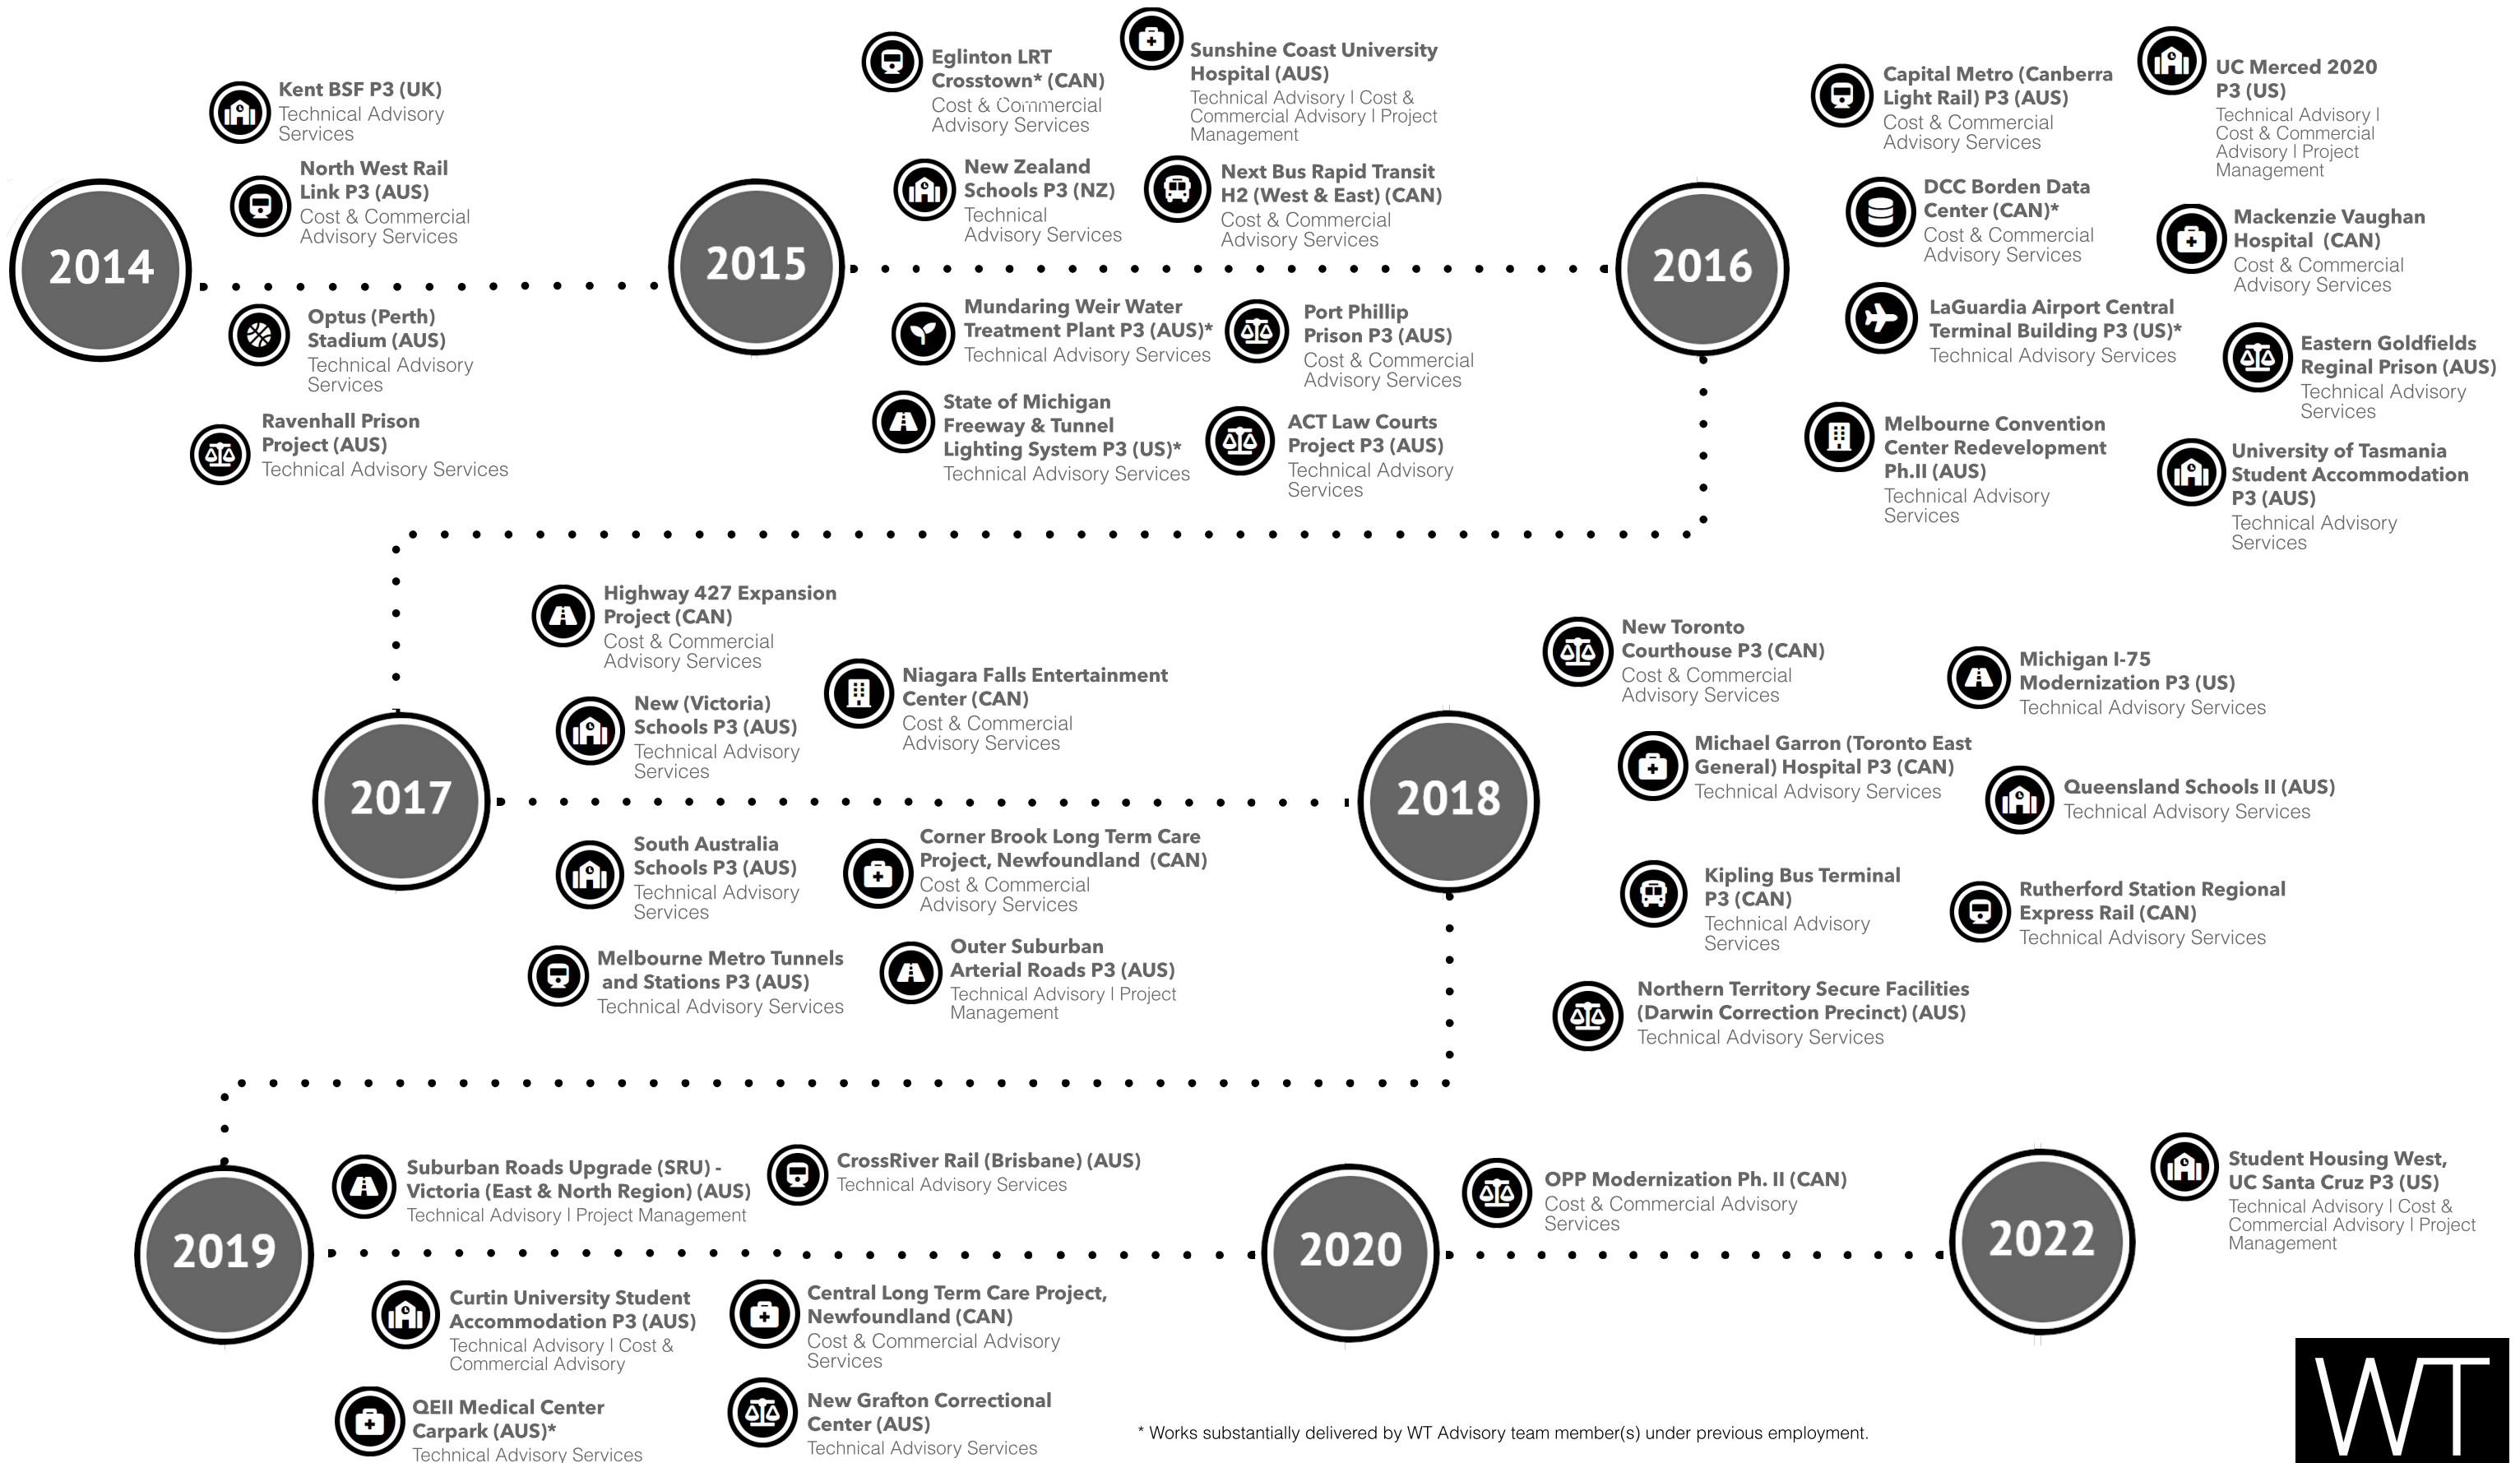 2014
Kent BSF P3 (UK)
Technical Advisory
Services
North West Rail
Link P3 (AUS)
Cost & Commercial
Advisory Services
Optus (Perth)
Stadium (AUS)
Technical Advisory
Services
Ravenhall Prison
Project (AUS)
Technical Advisory Services
2015
Eglinton LRT
Crosstown* (CAN)
Cost & Commercial
Advisory Services
Sunshine Coast University
Hospital (AUS)
Technical Advisory | Cost &
Commercial Advisory | Project
Management
New Zealand
Schools P3 (NZ)
Technical
Advisory Services
Next Bus Rapid Transit
H2 (West & East) (CAN)
Cost & Commercial
Advisory Services
Mundaring Weir Water
Treatment Plant P3 (AUS)*
Technical Advisory Services
Port Phillip
Prison P3 (AUS)
Cost & Commercial
Advisory Services
State of Michigan
Freeway & Tunnel
Lighting System P3 (US)*
Technical Advisory Services
ACT Law Courts
Project P3 (AUS)
Technical Advisory
Services
2016
Capital Metro (Canberra
Light Rail) P3 (AUS)
Cost & Commercial
Advisory Services
UC Merced 2020
P3 (US)
Technical Advisory |
Cost & Commercial
Advisory | Project
Management
DCC Borden Data
Center (CAN)*
Cost & Commercial
Advisory Services
Mackenzie Vaughan
Hospital (CAN)
Cost & Commercial
Advisory Services
LaGuardia Airport Central
Terminal Building P3 (US)*
Technical Advisory Services
Eastern Goldfields
Reginal Prison (AUS)
Technical Advisory
Services
Melbourne Convention
Center Redevelopment
Ph.II (AUS)
Technical Advisory
Services
University of Tasmania
Student Accommodation
P3 (AUS)
Technical Advisory
Services
2017
Highway 427 Expansion
Project (CAN)
Cost & Commercial
Advisory Services
New (Victoria)
Schools P3 (AUS)
Technical Advisory
Services
Niagara Falls Entertainment
Center (CAN)
Cost & Commercial
Advisory Services
South Australia
Schools P3 (AUS)
Technical Advisory
Services
Corner Brook Long Term Care
Project, Newfoundland (CAN)
Cost & Commercial
Advisory Services
Melbourne Metro Tunnels
and Stations P3 (AUS)
Technical Advisory Services
Outer Suburban
Arterial Roads P3 (AUS)
Technical Advisory | Project
Management
2018
New Toronto
Courthouse P3 (CAN)
Cost & Commercial
Advisory Services
Michigan I-75
Modernization P3 (US)
Technical Advisory Services
Michael Garron (Toronto East
General) Hospital P3 (CAN)
Technical Advisory Services
Queensland Schools II (AUS)
Technical Advisory Services
Kipling Bus Terminal
P3 (CAN)
Technical Advisory
Services
Rutherford Station Regional
Express Rail (CAN)
Technical Advisory Services
Northern Territory Secure Facilities
(Darwin Correction Precinct) (AUS)
Technical Advisory Services
2019
Suburban Roads Upgrade (SRU) -
Victoria (East & North Region) (AUS)
Technical Advisory | Project Management
CrossRiver Rail (Brisbane) (AUS)
Technical Advisory Services
Curtin University Student
Accommodation P3 (AUS)
Technical Advisory | Cost &
Commercial Advisory
Central Long Term Care Project,
Newfoundland (CAN)
Cost & Commercial Advisory
Services
QEII Medical Center
Carpark (AUS)*
Technical Advisory Services
New Grafton Correctional
Center (AUS)
Technical Advisory Services
2020
OPP Modernization Ph. II (CAN)
Cost & Commercial Advisory
Services
2022
Student Housing West,
UC Santa Cruz P3 (US)
Technical Advisory | Cost &
Commercial Advisory | Project
Management
* Works substantially delivered by WT Advisory team member(s) under previous employment.
WT